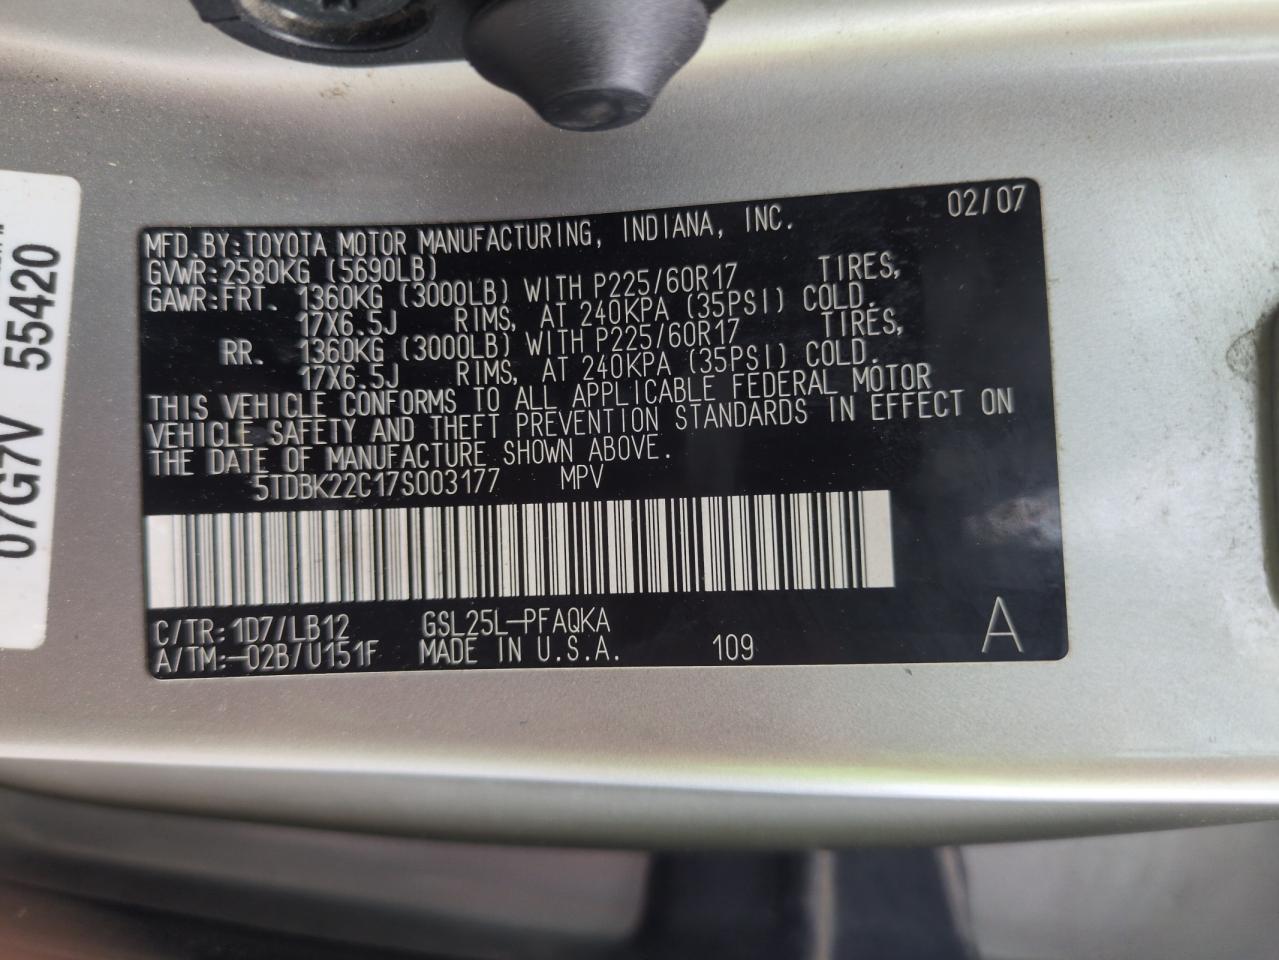 MFD.BY:TOYOTA MOTOR MANUFACTURING, INDIANA, INC. 02/07
GVWR:2580KG (5690LB)
GAWR:FRT. 1360KG (3000LB) WITH P225/60R17 TIRES,
17X6.5J RIMS, AT 240KPA (35PSI) COLD.
RR. 1360KG (3000LB) WITH P225/60R17 TIRES,
17X6.5J RIMS, AT 240KPA (35PSI) COLD.
THIS VEHICLE CONFORMS TO ALL APPLICABLE FEDERAL MOTOR
VEHICLE SAFETY AND THEFT PREVENTION STANDARDS IN EFFECT ON
THE DATE OF MANUFACTURE SHOWN ABOVE.
5TDBK22C17S003177 MPV
C/TR:1D7/LB12 GSL25L-PFAQKA
A/TM:-02B/U151F MADE IN U.S.A. 109 A
07G7V 55420